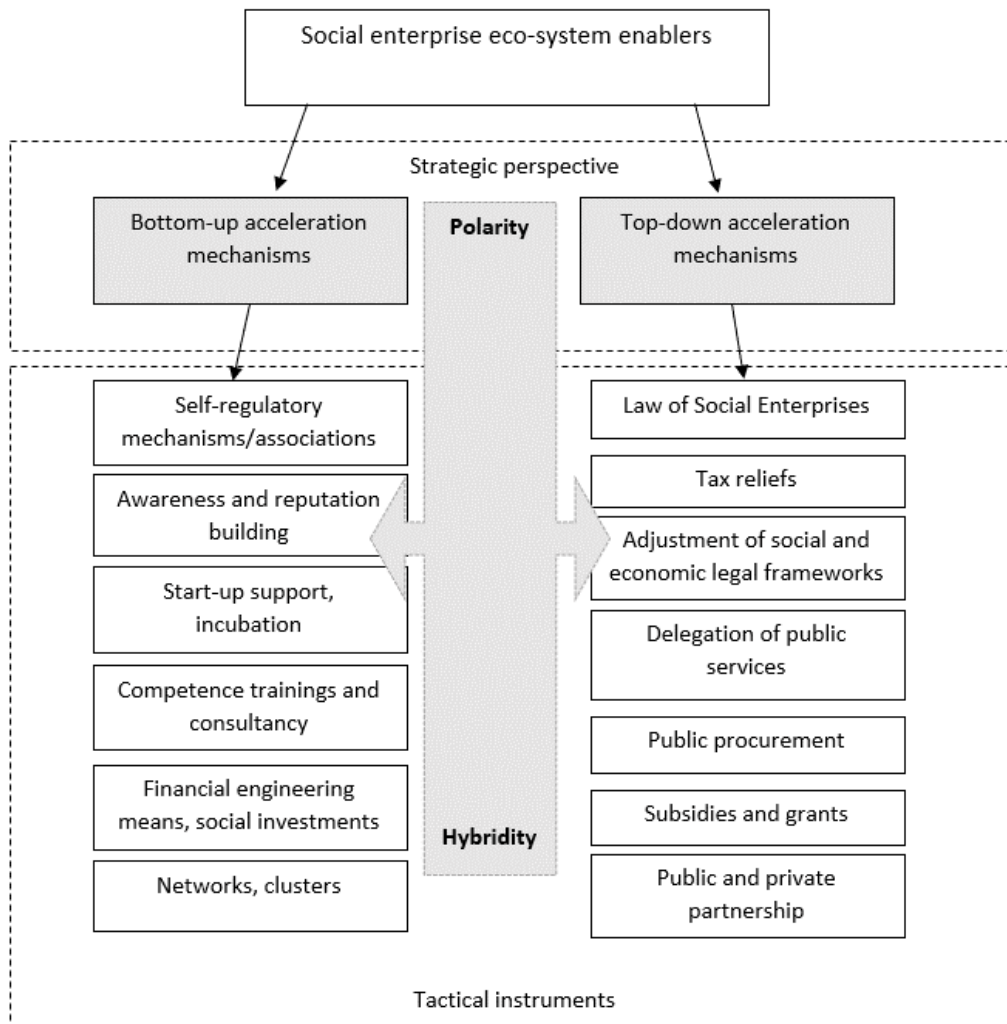 Social enterprise eco-system enablers
Strategic perspective
Bottom-up acceleration
mechanisms
Polarity
Top-down acceleration
mechanisms
Self-regulatory
mechanisms/associations
Awareness and reputation
building
Start-up support,
incubation
Competence trainings and
consultancy
Financial engineering
means, social investments
Networks, clusters
Hybridity
Law of Social Enterprises
Tax reliefs
Adjustment of social and
economic legal frameworks
Delegation of public
services
Public procurement
Subsidies and grants
Public and private
partnership
Tactical instruments